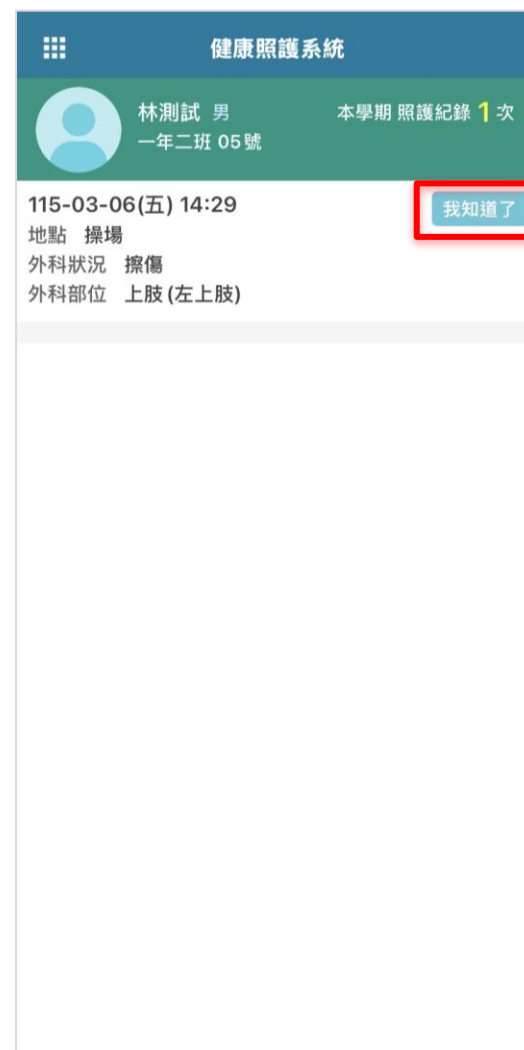 健康照護系統
林測試 男 本學期 照護紀錄 1 次
一年二班 05號
115-03-06(五) 14:29 我知道了
地點 操場
外科狀況 擦傷
外科部位 上肢(左上肢)